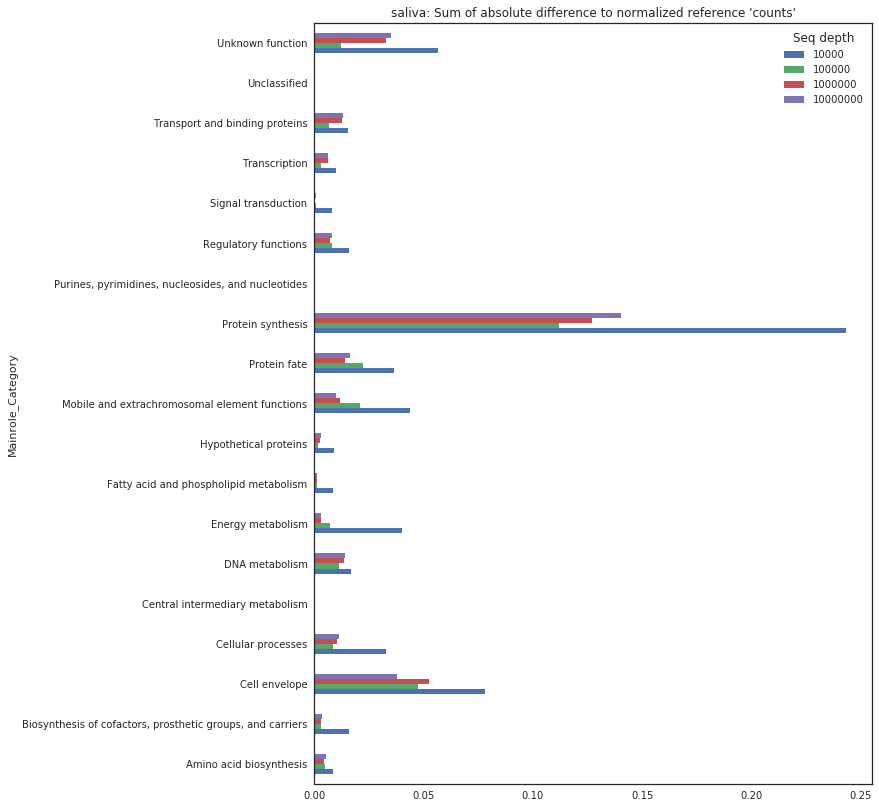 saliva: Sum of absolute difference to normalized reference 'counts'
Seq depth
10000
100000
1000000
10000000
Mainrole_Category
Unknown function
Unclassified
Transport and binding proteins
Transcription
Signal transduction
Regulatory functions
Purines, pyrimidines, nucleosides, and nucleotides
Protein synthesis
Protein fate
Mobile and extrachromosomal element functions
Hypothetical proteins
Fatty acid and phospholipid metabolism
Energy metabolism
DNA metabolism
Central intermediary metabolism
Cellular processes
Cell envelope
Biosynthesis of cofactors, prosthetic groups, and carriers
Amino acid biosynthesis
0.00 0.05 0.10 0.15 0.20 0.25